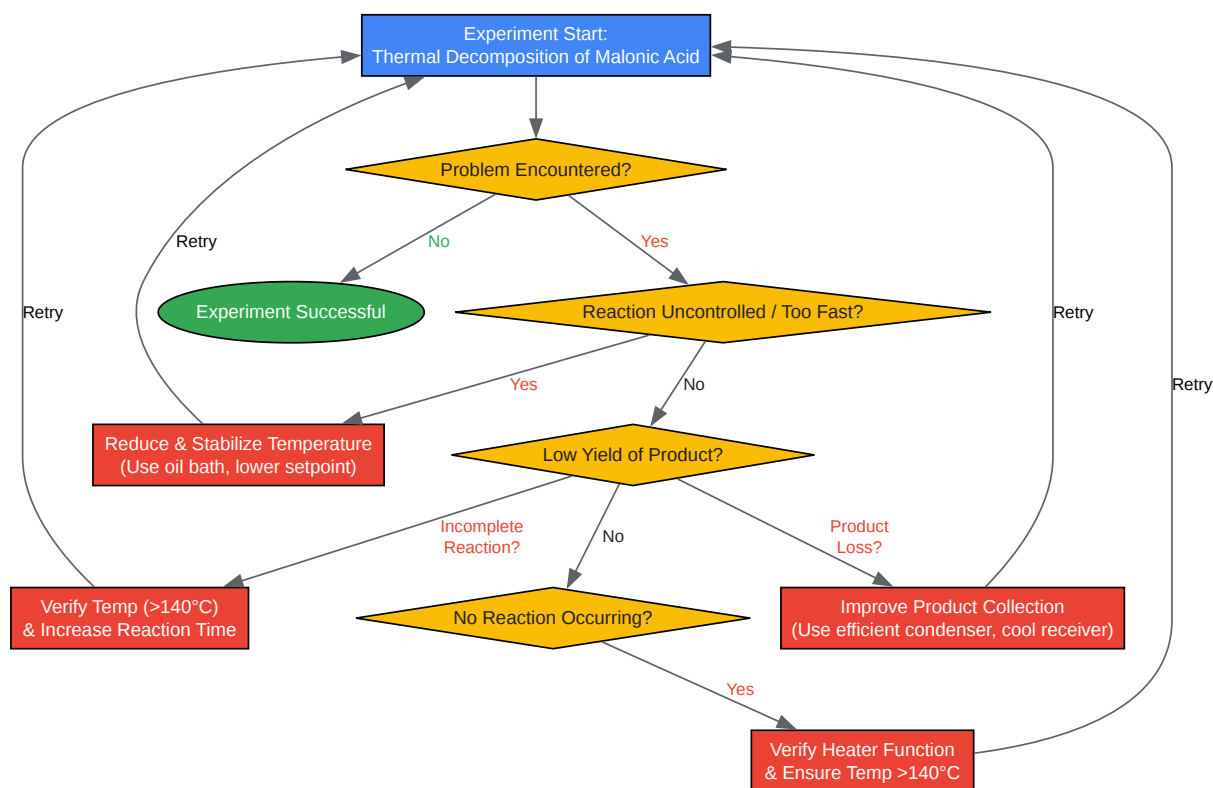 Experiment Start:
Thermal Decomposition of Malonic Acid
Problem Encountered?
Retry
No
Yes
Experiment Successful
Reaction Uncontrolled / Too Fast?
Retry
Retry
Yes
No
Retry
Reduce & Stabilize Temperature
(Use oil bath, lower setpoint)
Low Yield of Product?
Incomplete
Reaction?
No
Product
Loss?
Verify Temp (>140°C)
& Increase Reaction Time
No Reaction Occurring?
Improve Product Collection
(Use efficient condenser, cool receiver)
Yes
Verify Heater Function
& Ensure Temp >140°C